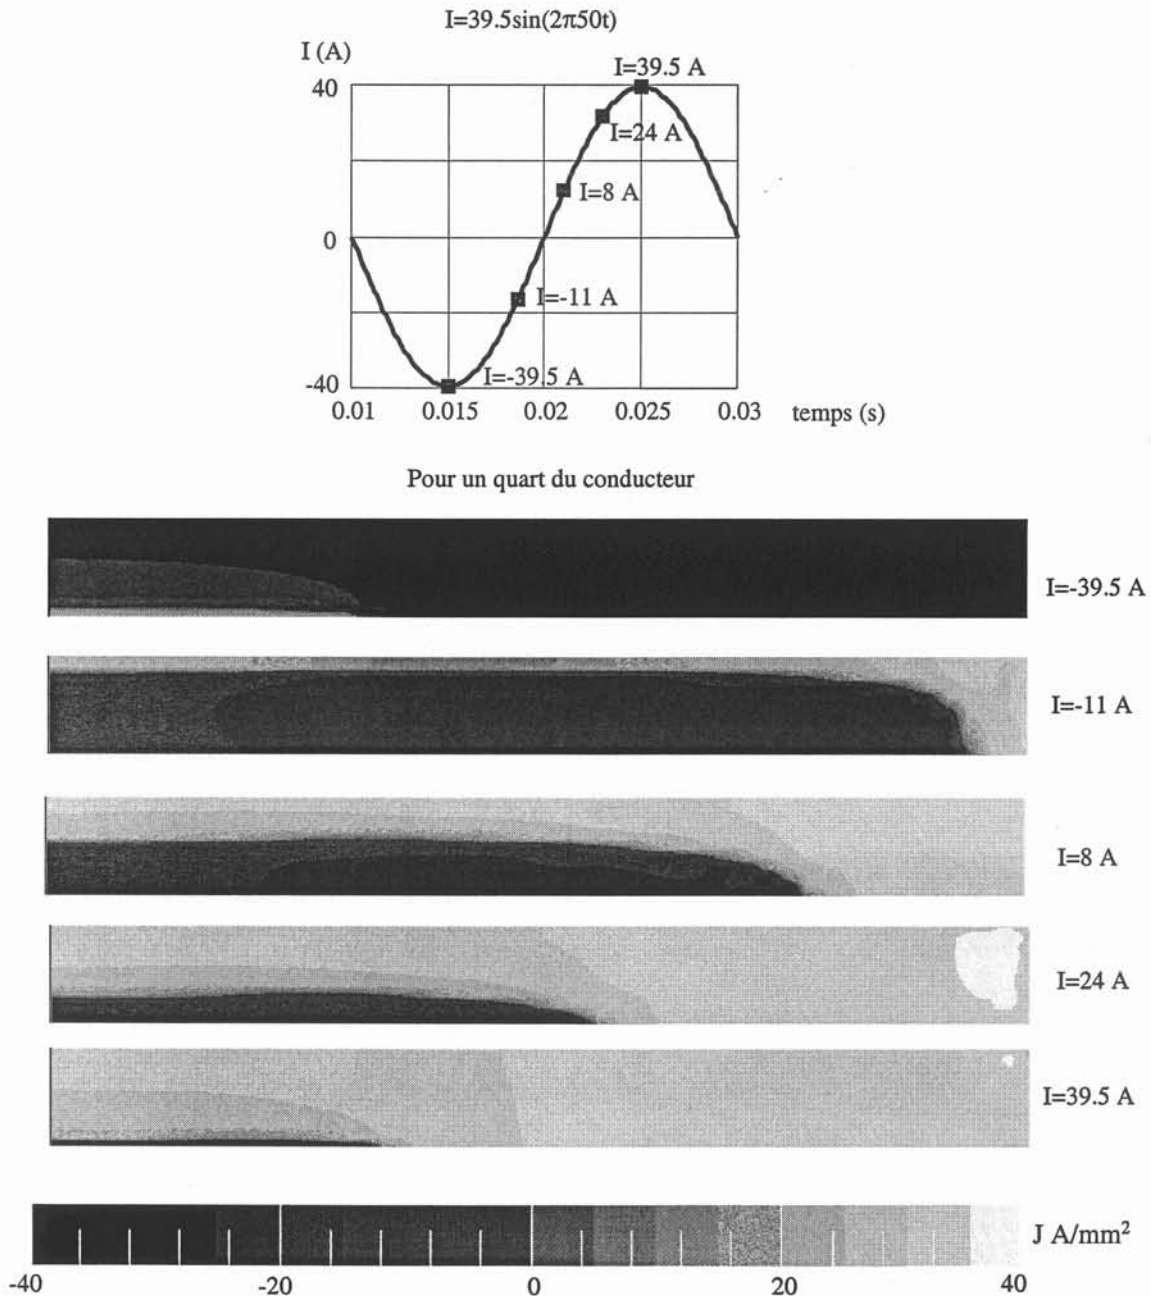 I=39.5sin(2π50t)
I (A)
I=39.5 A
40
I=24 A
I=8 A
0
I=-11 A
I=-39.5 A
-40
0.01 0.015 0.02 0.025 0.03 temps (s)
Pour un quart du conducteur
I=-39.5 A
I=-11 A
I=8 A
I=24 A
I=39.5 A
J A/mm²
-40 -20 0 20 40